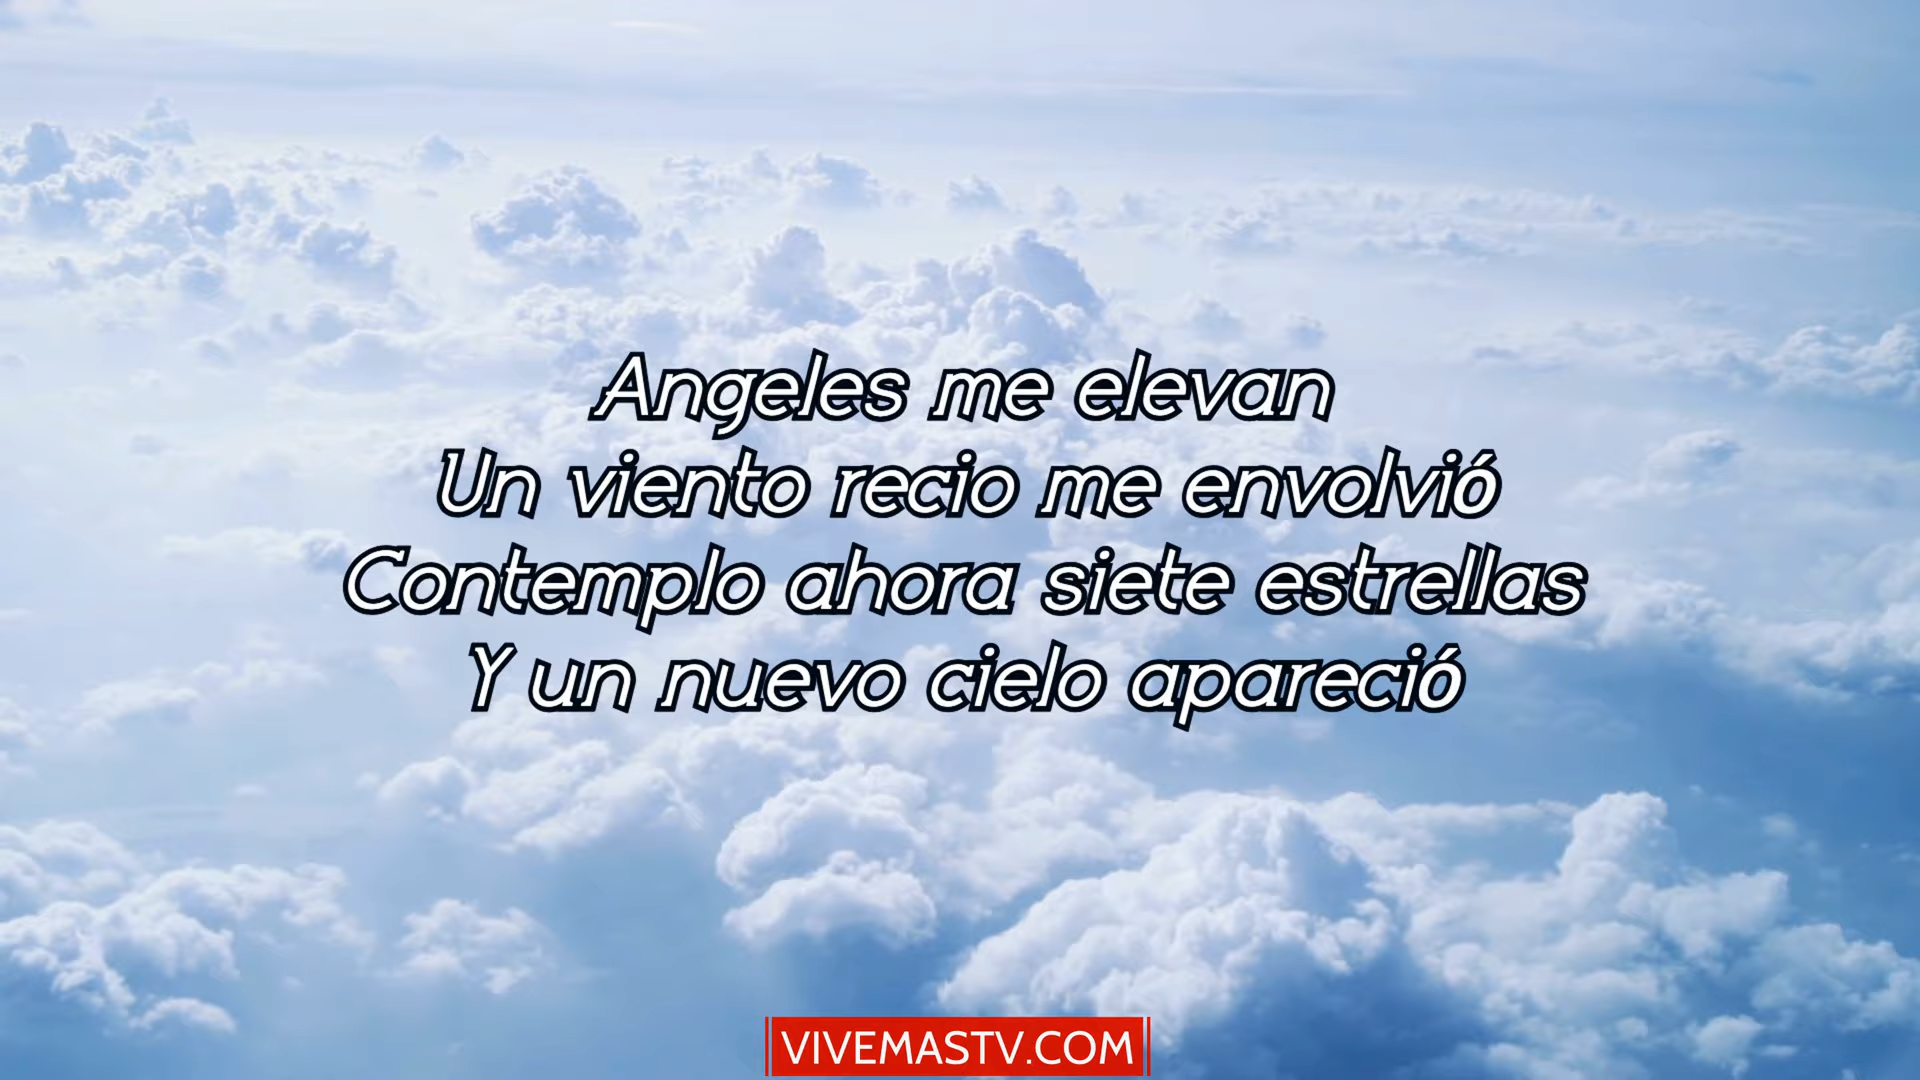 Angeles me elevan
Un viento recio me envolvió
Contemplo ahora siete estrellas
Y un nuevo cielo apareció
VIVEMASTV.COM